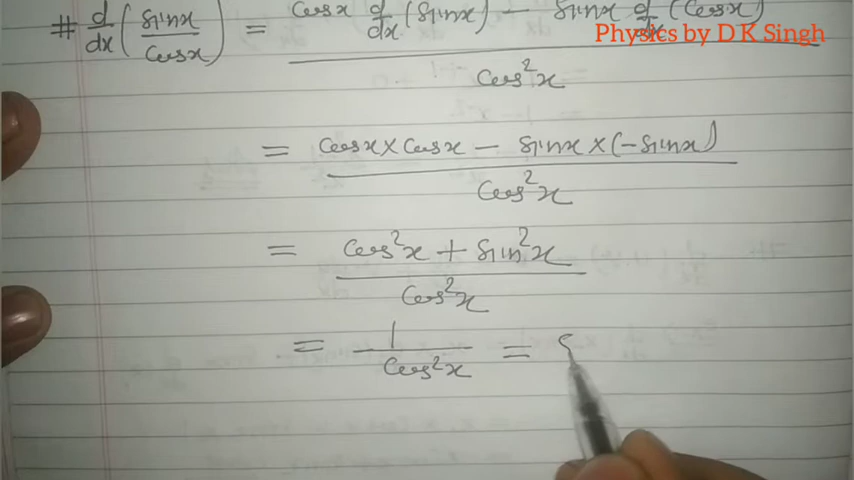 # d/dx (sinx/cosx) = cosx d/dx (sinx) − sinx d/dx (cosx) / cos²x
Physics by D K Singh
= cosx × cosx − sinx × (−sinx) / cos²x
= cos²x + sin²x / cos²x
= 1 / cos²x = s